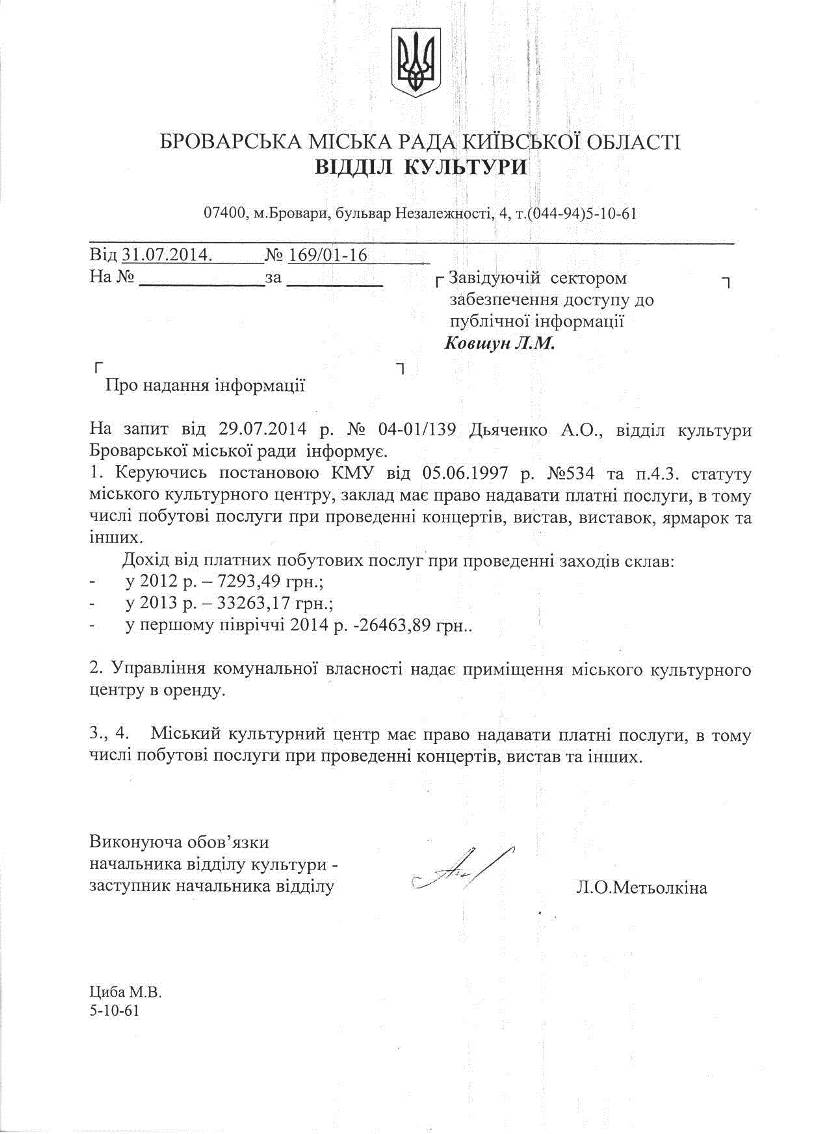 БРОВАРСЬКА МІСЬКА РАДА КИЇВСЬКОЇ ОБЛАСТІ
ВІДДІЛ КУЛЬТУРИ
07400, м.Бровари, бульвар Незалежності, 4, т.(044-94)5-10-61
Від 31.07.2014. № 169/01-16
На № ____________ за __________
Завідуючій сектором
забезпечення доступу до
публічної інформації
Ковшун Л.М.
Про надання інформації
На запит від 29.07.2014 р. № 04-01/139 Дьяченко А.О., відділ культури
Броварської міської ради інформує.
1. Керуючись постановою КМУ від 05.06.1997 р. №534 та п.4.3. статуту
міського культурного центру, заклад має право надавати платні послуги, в тому
числі побутові послуги при проведенні концертів, вистав, виставок, ярмарок та
інших.
Дохід від платних побутових послуг при проведенні заходів склав:
- у 2012 р. – 7293,49 грн.;
- у 2013 р. – 33263,17 грн.;
- у першому півріччі 2014 р. -26463,89 грн..
2. Управління комунальної власності надає приміщення міського культурного
центру в оренду.
3., 4. Міський культурний центр має право надавати платні послуги, в тому
числі побутові послуги при проведенні концертів, вистав та інших.
Виконуюча обов’язки
начальника відділу культури -
заступник начальника відділу Л.О.Метьолкіна
Циба М.В.
5-10-61